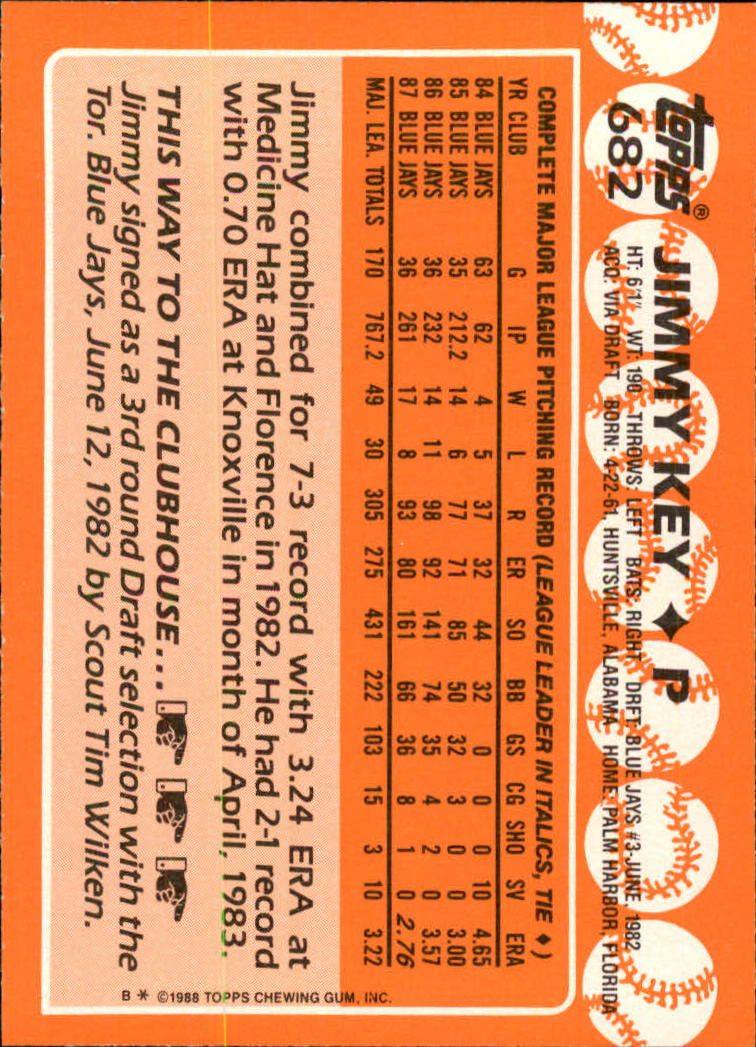 topps®
682
JIMMY KEY ♦ P
HT: 6'1" WT: 190 THROWS: LEFT BATS: RIGHT DRFT: BLUE JAYS #3-JUNE, 1982
ACQ: VIA DRAFT BORN: 4-22-61, HUNTSVILLE, ALABAMA HOME: PALM HARBOR, FLORIDA
COMPLETE MAJOR LEAGUE PITCHING RECORD (LEAGUE LEADER IN ITALICS, TIE ♦)
YR CLUB G IP W L R ER SO BB GS CG SHO SV ERA
84 BLUE JAYS 63 62 4 5 37 32 44 32 0 0 0 10 4.65
85 BLUE JAYS 35 212.2 14 6 77 71 85 50 32 3 0 0 3.00
86 BLUE JAYS 36 232 14 11 98 92 141 74 35 4 2 0 3.57
87 BLUE JAYS 36 261 17 8 93 80 161 66 36 8 1 0 2.76
MAJ. LEA. TOTALS 170 767.2 49 30 305 275 431 222 103 15 3 10 3.22
Jimmy combined for 7-3 record with 3.24 ERA at
Medicine Hat and Florence in 1982. He had 2-1 record
with 0.70 ERA at Knoxville in month of April, 1983.
THIS WAY TO THE CLUBHOUSE...
Jimmy signed as a 3rd round Draft selection with the
Tor. Blue Jays, June 12, 1982 by Scout Tim Wilken.
B * ©1988 TOPPS CHEWING GUM, INC.